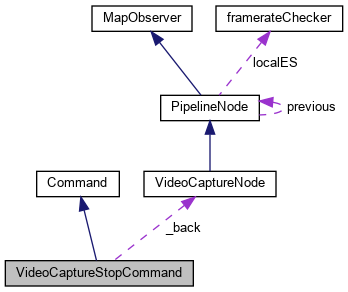 MapObserver
framerateChecker
localES
PipelineNode
previous
Command
VideoCaptureNode
_back
VideoCaptureStopCommand